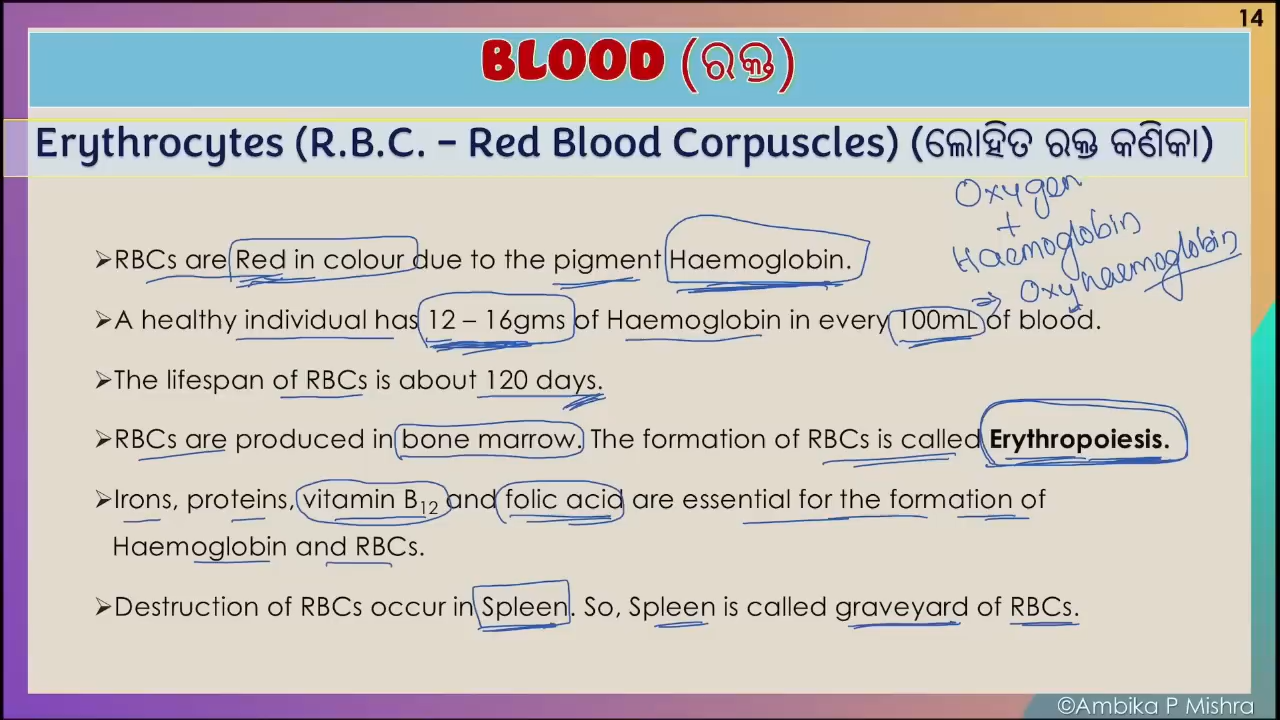 14
BLOOD (ରକ୍ତ)
Erythrocytes (R.B.C. – Red Blood Corpuscles) (ଲୋହିତ ରକ୍ତ କଣିକା)
Oxygen
+
Haemoglobin
⇒ Oxyhaemoglobin
➢RBCs are Red in colour due to the pigment Haemoglobin.
➢A healthy individual has 12 – 16gms of Haemoglobin in every 100mL of blood.
➢The lifespan of RBCs is about 120 days.
➢RBCs are produced in bone marrow. The formation of RBCs is called Erythropoiesis.
➢Irons, proteins, vitamin B₁₂ and folic acid are essential for the formation of
Haemoglobin and RBCs.
➢Destruction of RBCs occur in Spleen. So, Spleen is called graveyard of RBCs.
©Ambika P Mishra